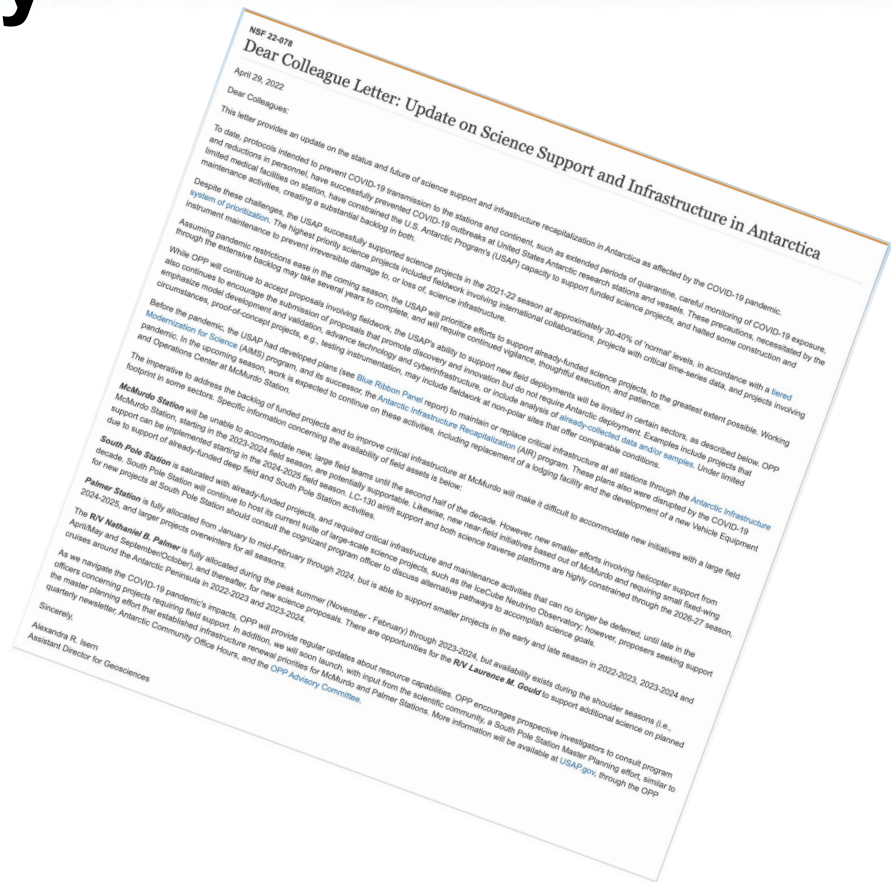 y
NSF 22-078
Dear Colleague Letter: Update on Science Support and Infrastructure in Antarctica
April 29, 2022
Dear Colleagues:
This letter provides an update on the status and future of science support and infrastructure recapitalization in Antarctica as affected by the COVID-19 pandemic.
To date, protocols intended to prevent COVID-19 transmission to the stations and continent, such as extended periods of quarantine, careful monitoring of COVID-19 exposure,
and reductions in personnel, have successfully prevented COVID-19 outbreaks at United States Antarctic research stations and vessels. These precautions, necessitated by the
limited medical facilities on station, have constrained the U.S. Antarctic Program's (USAP) capacity to support funded science projects, and halted some construction and
maintenance activities, creating a substantial backlog in both.
Despite these challenges, the USAP successfully supported science projects in the 2021-22 season at approximately 30-40% of 'normal' levels, in accordance with a tiered
system of prioritization. The highest priority science projects included fieldwork involving international collaborations, projects with critical time-series data, and projects involving
instrument maintenance to prevent irreversible damage to, or loss of, science infrastructure.
Assuming pandemic restrictions ease in the coming season, the USAP will prioritize efforts to support already-funded science projects, to the greatest extent possible. Working
through the extensive backlog may take several years to complete, and will require continued vigilance, thoughtful execution, and patience.
While OPP will continue to accept proposals involving fieldwork, the USAP's ability to support new field deployments will be limited in certain sectors, as described below. OPP
also continues to encourage the submission of proposals that promote discovery and innovation but do not require Antarctic deployment. Examples include projects that
emphasize model development and validation, advance technology and cyberinfrastructure, or include analysis of already-collected data and/or samples. Under limited
circumstances, proof-of-concept projects, e.g., testing instrumentation, may include fieldwork at non-polar sites that offer comparable conditions.
Before the pandemic, the USAP had developed plans (see Blue Ribbon Panel report) to maintain or replace critical infrastructure at all stations through the Antarctic Infrastructure
Modernization for Science (AIMS) program, and its successor, the Antarctic Infrastructure Recapitalization (AIR) program. These plans also were disrupted by the COVID-19
pandemic. In the upcoming season, work is expected to continue on these activities, including replacement of a lodging facility and the development of a new Vehicle Equipment
and Operations Center at McMurdo Station.
The imperative to address the backlog of funded projects and to improve critical infrastructure at McMurdo will make it difficult to accommodate new initiatives with a large field
footprint in some sectors. Specific information concerning the availability of field assets is below:
McMurdo Station will be unable to accommodate new, large field teams until the second half of the decade. However, new smaller efforts involving helicopter support from
McMurdo Station, starting in the 2023-2024 field season, are potentially supportable. Likewise, new near-field initiatives based out of McMurdo and requiring small fixed-wing
support can be implemented starting in the 2024-2025 field season. LC-130 airlift support and both science traverse platforms are highly constrained through the 2026-27 season,
due to support of already-funded deep field and South Pole Station activities.
South Pole Station is saturated with already-funded projects, and required critical infrastructure and maintenance activities that can no longer be deferred, until late in the
decade. South Pole Station will continue to host its current suite of large-scale science projects, such as the IceCube Neutrino Observatory; however, proposers seeking support
for new projects at South Pole Station should consult the cognizant program officer to discuss alternative pathways to accomplish science goals.
Palmer Station is fully allocated from January to mid-February through 2024, but is able to support smaller projects in the early and late season in 2022-2023, 2023-2024 and
2024-2025, and larger projects overwinters for all seasons.
The R/V Nathaniel B. Palmer is fully allocated during the peak summer (November - February) through 2023-2024, but availability exists during the shoulder seasons (i.e.,
April/May and September/October), and thereafter, for new science proposals. There are opportunities for the R/V Laurence M. Gould to support additional science on planned
cruises around the Antarctic Peninsula in 2022-2023 and 2023-2024.
As we navigate the COVID-19 pandemic's impacts, OPP will provide regular updates about resource capabilities. OPP encourages prospective investigators to consult program
officers concerning projects requiring field support. In addition, we will soon launch, with input from the scientific community, a South Pole Station Master Planning effort, similar to
the master planning effort that established infrastructure renewal priorities for McMurdo and Palmer Stations. More information will be available at USAP.gov, through the OPP
quarterly newsletter, Antarctic Community Office Hours, and the OPP Advisory Committee.
Sincerely,
Alexandra R. Isern
Assistant Director for Geosciences